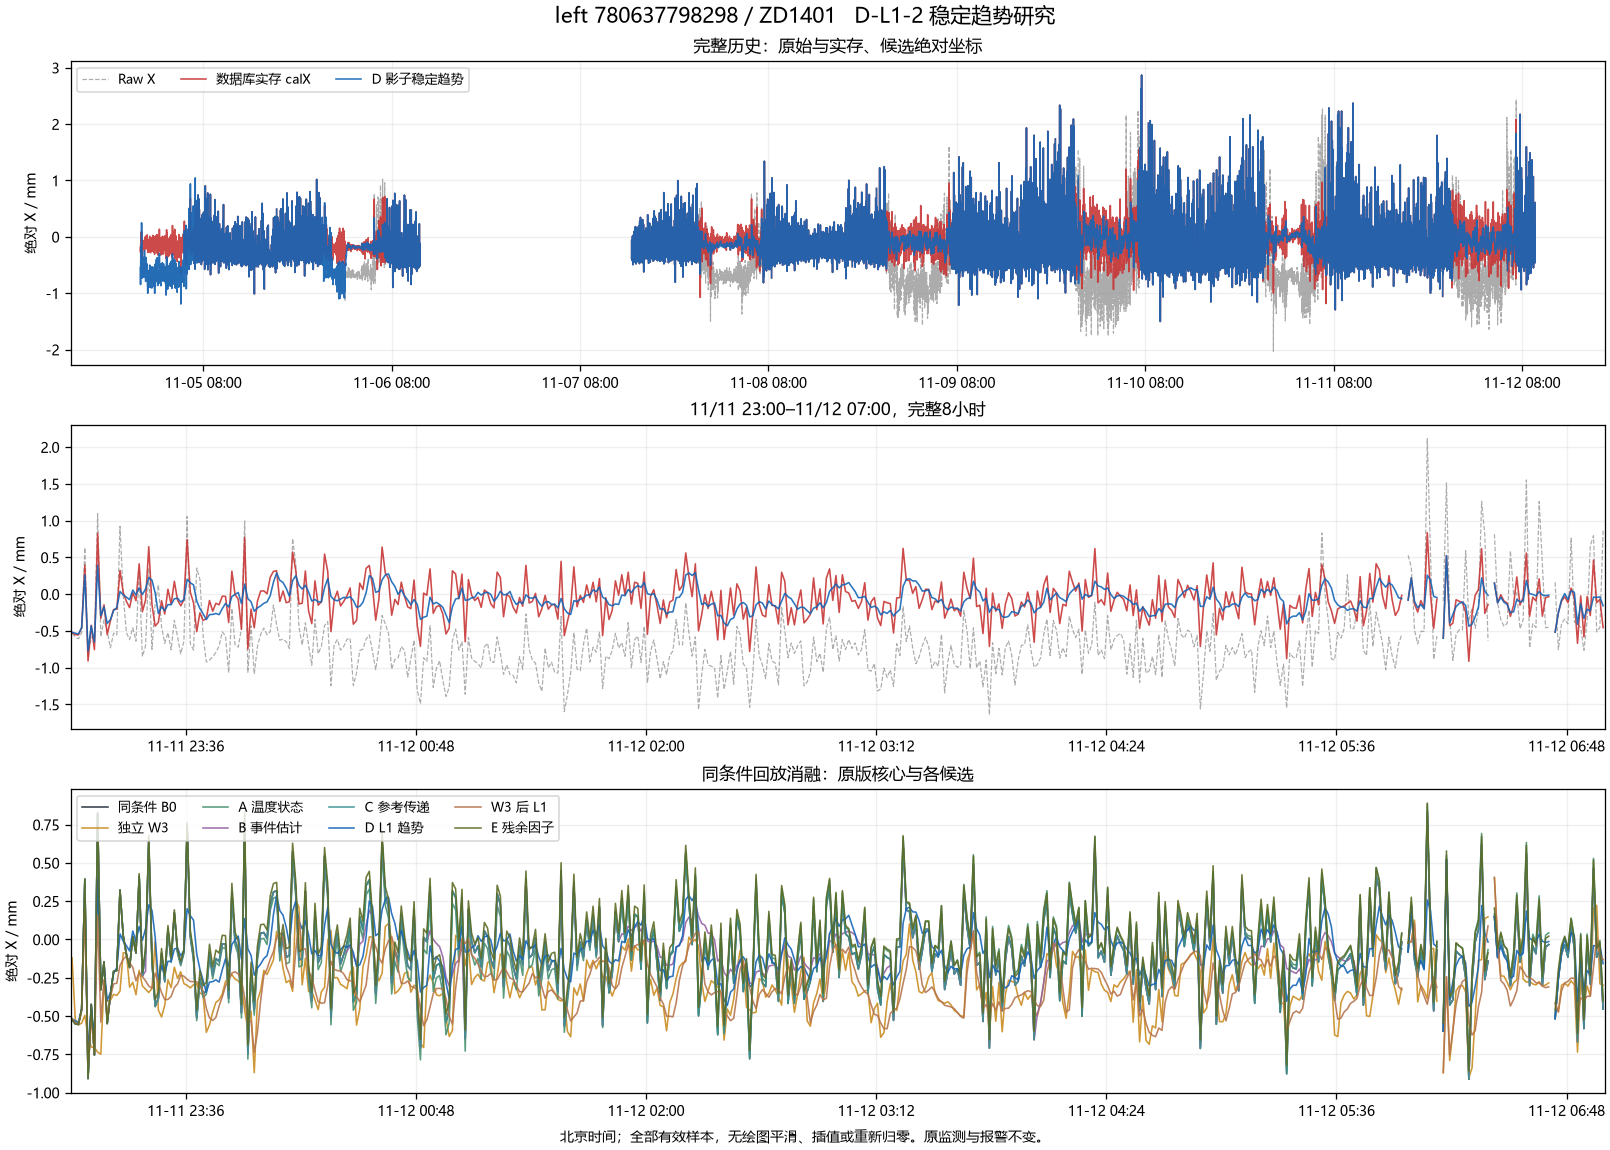 left 780637798298 / ZD1401   D-L1-2 稳定趋势研究
完整历史：原始与实存、候选绝对坐标
Raw X
数据库实存 calX
D 影子稳定趋势
绝对 X / mm
3
2
1
0
-1
-2
11-05 08:00
11-06 08:00
11-07 08:00
11-08 08:00
11-09 08:00
11-10 08:00
11-11 08:00
11-12 08:00
11/11 23:00–11/12 07:00，完整8小时
绝对 X / mm
2.0
1.5
1.0
0.5
0.0
-0.5
-1.0
-1.5
11-11 23:36
11-12 00:48
11-12 02:00
11-12 03:12
11-12 04:24
11-12 05:36
11-12 06:48
同条件回放消融：原版核心与各候选
同条件 B0
A 温度状态
C 参考传递
W3 后 L1
独立 W3
B 事件估计
D L1 趋势
E 残余因子
绝对 X / mm
0.75
0.50
0.25
0.00
-0.25
-0.50
-0.75
-1.00
11-11 23:36
11-12 00:48
11-12 02:00
11-12 03:12
11-12 04:24
11-12 05:36
11-12 06:48
北京时间；全部有效样本，无绘图平滑、插值或重新归零。原监测与报警不变。